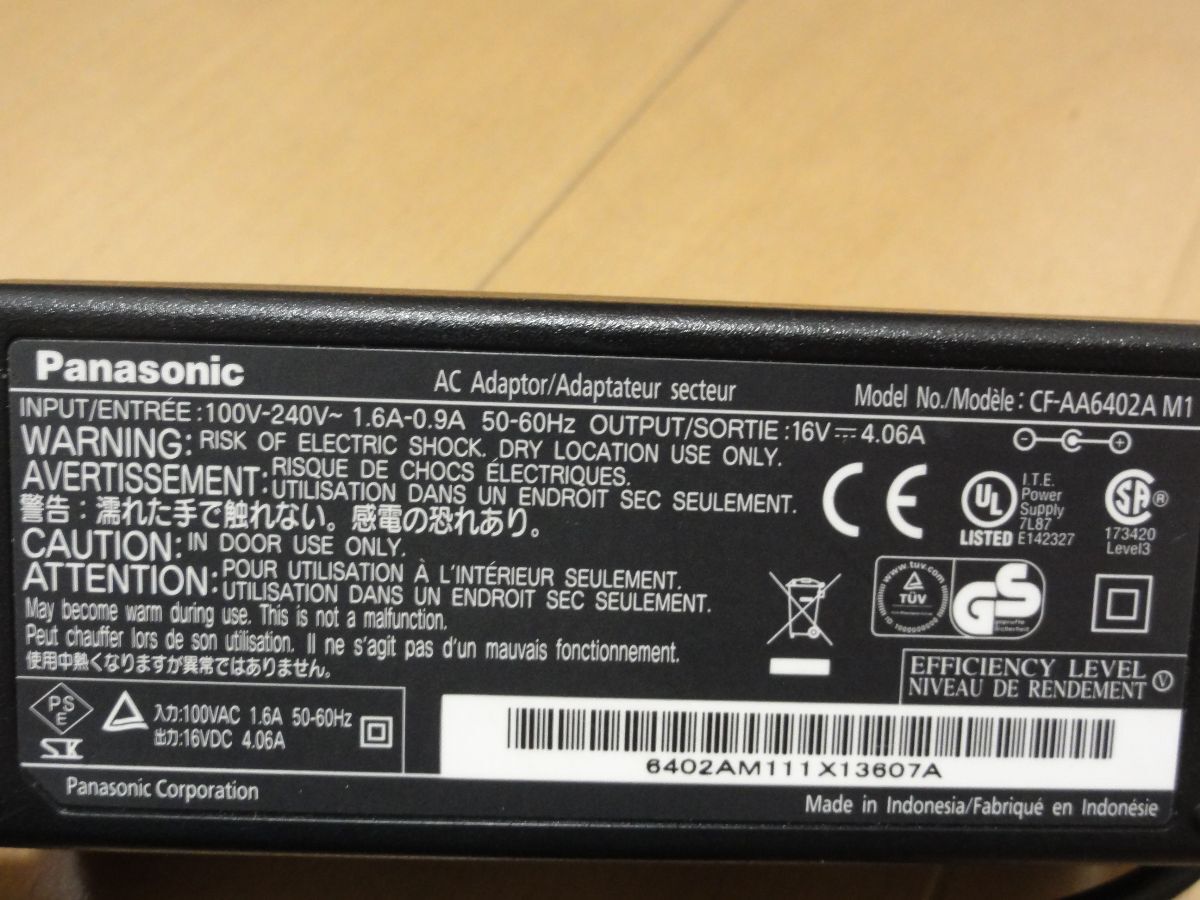 Panasonic
AC Adaptor/Adaptateur secteur
Model No./Modèle : CF-AA6402A M1
INPUT/ENTRÉE :100V-240V~ 1.6A-0.9A 50-60Hz OUTPUT/SORTIE :16V⎓4.06A
WARNING: RISK OF ELECTRIC SHOCK. DRY LOCATION USE ONLY.
AVERTISSEMENT: RISQUE DE CHOCS ÉLECTRIQUES.
UTILISATION DANS UN ENDROIT SEC SEULEMENT.
警告：濡れた手で触れない。感電の恐れあり。
CAUTION: IN DOOR USE ONLY.
ATTENTION: POUR UTILISATION À L'INTÉRIEUR SEULEMENT.
UTILISATION DANS UN ENDROIT SEC SEULEMENT.
May become warm during use. This is not a malfunction.
Peut chauffer lors de son utilisation. Il ne s'agit pas d'un mauvais fonctionnement.
使用中熱くなりますが異常ではありません。
CE
UL
LISTED
I.T.E.
Power
Supply
7L87
E142327
SA®
173420
Level3
www.tuv.com
TÜV
ID:1000000000
GS
geprüfte
Sicherheit
EFFICIENCY LEVEL
NIVEAU DE RENDEMENT
V
PS
E
入力:100VAC 1.6A 50-60Hz
出力:16VDC 4.06A
6402AM111X13607A
Panasonic Corporation
Made in Indonesia/Fabriqué en Indonésie